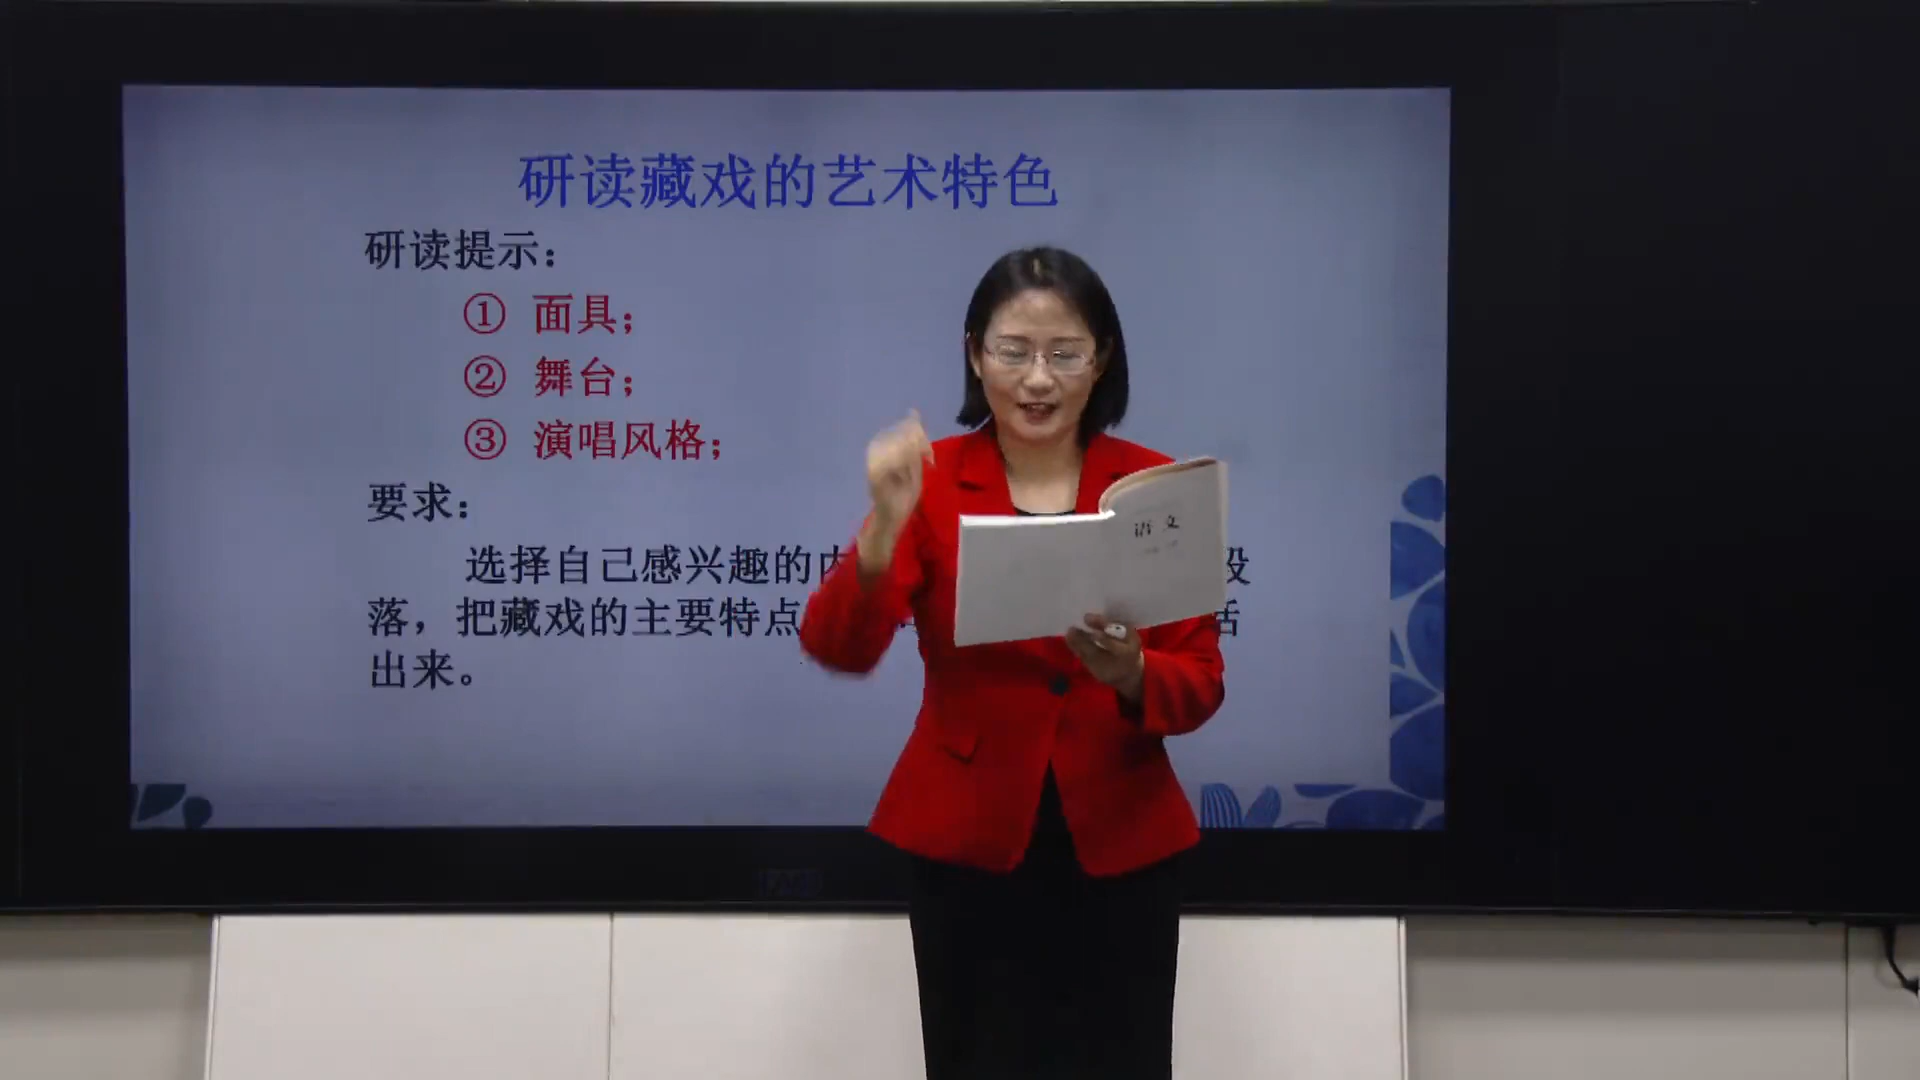 研读藏戏的艺术特色
研读提示：
① 面具；
② 舞台；
③ 演唱风格；
要求：
选择自己感兴趣的内 段
落，把藏戏的主要特点 话
出来。
语文